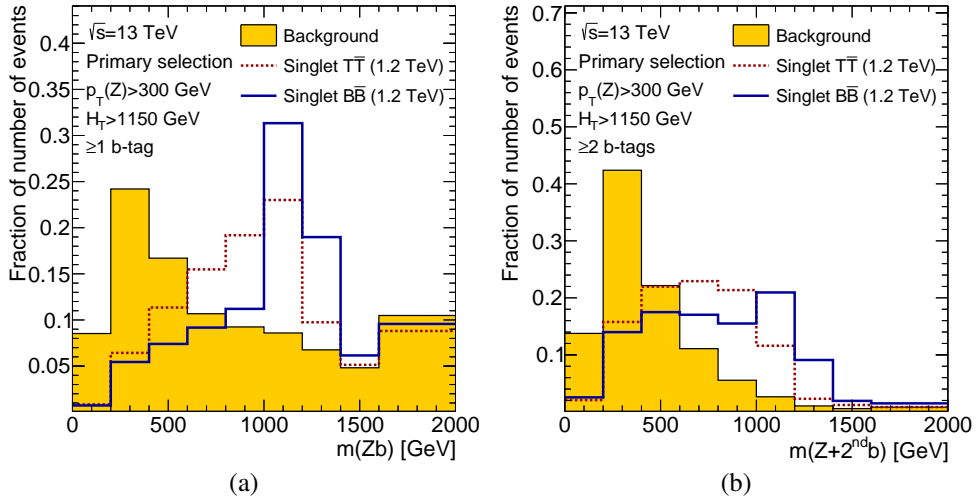 Fraction of number of events
0.4
0.35
0.3
0.25
0.2
0.15
0.1
0.05
√s=13 TeV
Primary selection
p_T(Z)>300 GeV
H_T>1150 GeV
≥1 b-tag
Background
Singlet TT̅ (1.2 TeV)
Singlet BB̅ (1.2 TeV)
0 500 1000 1500 2000
m(Zb) [GeV]
(a)
Fraction of number of events
0.7
0.6
0.5
0.4
0.3
0.2
0.1
√s=13 TeV
Primary selection
p_T(Z)>300 GeV
H_T>1150 GeV
≥2 b-tags
Background
Singlet TT̅ (1.2 TeV)
Singlet BB̅ (1.2 TeV)
0 500 1000 1500 2000
m(Z+2ⁿᵈb) [GeV]
(b)